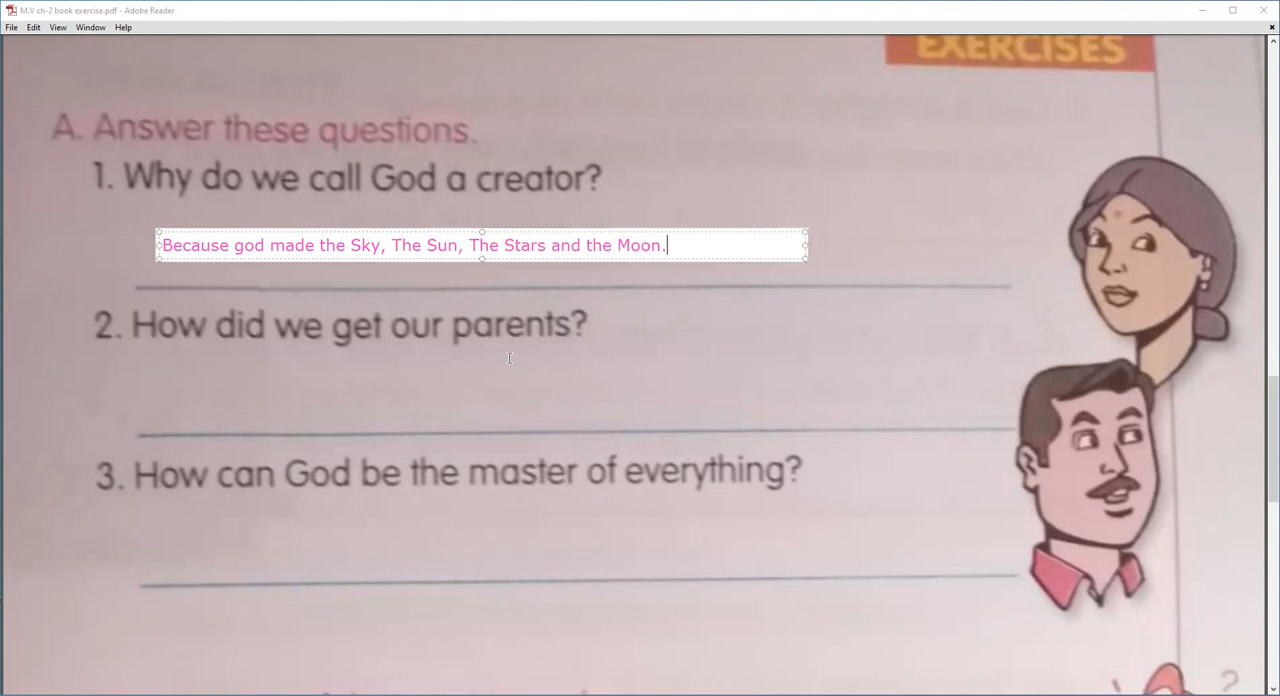 M.V ch-2 book exercise.pdf - Adobe Reader
File Edit View Window Help
EXERCISES
A. Answer these questions.
1. Why do we call God a creator?
Because god made the Sky, The Sun, The Stars and the Moon.
2. How did we get our parents?
3. How can God be the master of everything?
?